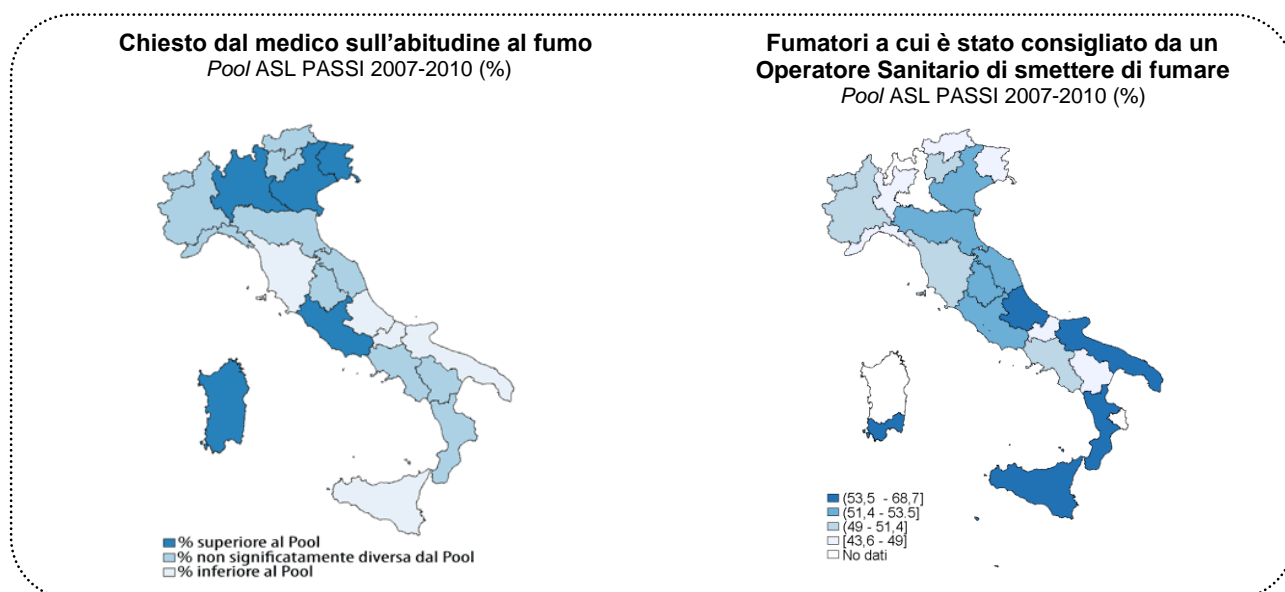 Chiesto dal medico sull'abitudine al fumo
Pool ASL PASSI 2007-2010 (%)
% superiore al Pool
% non significatamente diversa dal Pool
% inferiore al Pool
Fumatori a cui è stato consigliato da un
Operatore Sanitario di smettere di fumare
Pool ASL PASSI 2007-2010 (%)
(53,5 - 68,7]
(51,4 - 53.5]
(49 - 51,4]
[43,6 - 49]
No dati